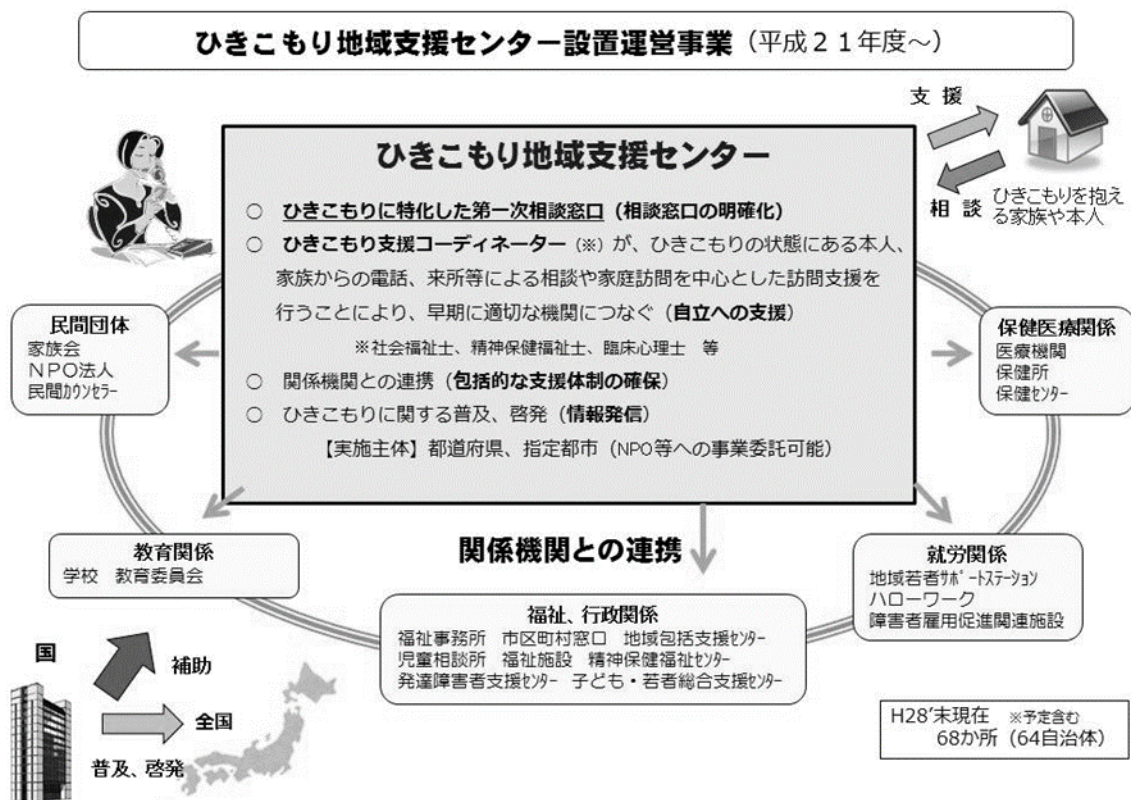 ひきこもり地域支援センター設置運営事業（平成２１年度～）
支 援
相 談
ひきこもりを抱え
る家族や本人
ひきこもり地域支援センター
○ ひきこもりに特化した第一次相談窓口（相談窓口の明確化）
○ ひきこもり支援コーディネーター（※）が、ひきこもりの状態にある本人、
家族からの電話、来所等による相談や家庭訪問を中心とした訪問支援を
行うことにより、早期に適切な機関につなぐ（自立への支援）
※社会福祉士、精神保健福祉士、臨床心理士 等
○ 関係機関との連携（包括的な支援体制の確保）
○ ひきこもりに関する普及、啓発（情報発信）
【実施主体】都道府県、指定都市（NPO等への事業委託可能）
民間団体
家族会
ＮＰＯ法人
民間ｶｳﾝｾﾗｰ
保健医療関係
医療機関
保健所
保健ｾﾝﾀｰ
教育関係
学校 教育委員会
関係機関との連携
就労関係
地域若者ｻﾎﾟｰﾄｽﾃｰｼｮﾝ
ハローワーク
障害者雇用促進関連施設
福祉、行政関係
福祉事務所 市区町村窓口 地域包括支援ｾﾝﾀｰ
児童相談所 福祉施設 精神保健福祉ｾﾝﾀｰ
発達障害者支援ｾﾝﾀｰ 子ども・若者総合支援ｾﾝﾀｰ
国
補助
全国
普及、啓発
H28’末現在 ※予定含む
68か所（64自治体）